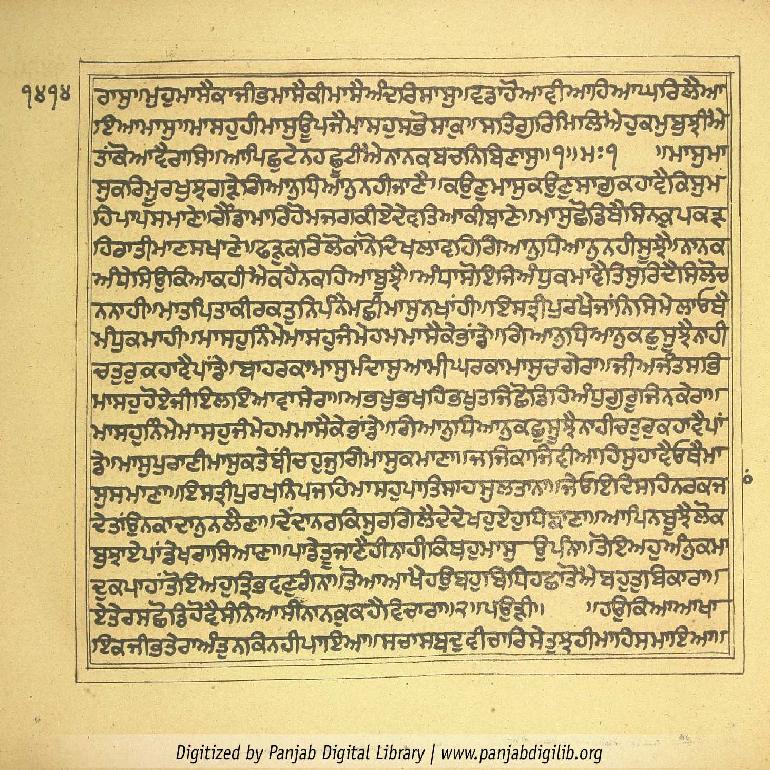 ੧੪੧੪
ਰਾਸੁ॥ਮੁਹੁਮਾਸੈਕਾਜੀਭਮਾਸੈਕੀਮਾਸੈਅੰਦਰਿਸਾਸੁ॥ਵਡਾਹੋਆਵੀਆਹਿਆਘਰਿਲੈਆ
ਇਆਮਾਸੁ॥ਮਾਸਹੁਹੀਮਾਸੁਊਪਜੈਮਾਸਹੁਸਭੋਸਾਕੁ॥ਸਤਿਗੁਰਿਮਿਲਿਐਹੁਕਮੁਬੁਝੀਐ
ਤਾਂਕੋਆਵੈਰਾਸਿ॥ਆਪਿਛੁਟੇਨਹਛੂਟੀਐਨਾਨਕਬਚਨਿਬਿਣਾਸੁ॥੧॥ਮਃ੧ ॥ਮਾਸੁਮਾ
ਸੁਕਰਿਮੂਰਖੁਝਗੜੇਗਿਆਨੁਧਿਆਨੁਨਹੀਜਾਣੈ॥ਕਉਣੁਮਾਸੁਕਉਣੁਸਾਗੁਕਹਾਵੈਕਿਸੁਮ
ਹਿਪਾਪਸਮਾਣੇ॥ਗੈਂਡਾਮਾਰਿਹੋਮਜਗਕੀਏਦੇਵਤਿਆਕੀਬਾਣੇ॥ਮਾਸੁਛੋਡਿਬੈਸਿਨਕੁਪਕੜ
ਹਿਰਾਤੀਮਾਣਸਖਾਣੇ॥ਫੜੁਕਰਿਲੋਕਾਂਨੋਦਿਖਲਾਵਹਿਗਿਆਨੁਧਿਆਨੁਨਹੀਸੂਝੈ॥ਨਾਨਕ
ਅੰਧੇਸਿਉਕਿਆਕਹੀਐਕਹੈਨਕਹਿਆਬੂਝੈ॥ਅੰਧਾਸੋਇਜਿਅੰਧੁਕਮਾਵੈਤਿਸੁਰਿਦੈਸਿਲੋਚ
ਨਨਾਹੀ॥ਮਾਤਪਿਤਾਕੀਰਕਤੁਨਿਪੰਨੇਮਛੀਮਾਸੁਨਖਾਂਹੀ॥ਇਸਤ੍ਰੀਪੁਰਖੈਜਾਂਨਿਸਿਮੇਲਾਓਥੈ
ਮੰਧੁਕਮਾਹੀ॥ਮਾਸਹੁਨਿੰਮੇਮਾਸਹੁਜੰਮੇਹਮਮਾਸੈਕੇਭਾਂਡੇ॥ਗਿਆਨੁਧਿਆਨੁਕਛੁਸੂਝੈਨਾਹੀ
ਚਤੁਰੁਕਹਾਵੈਪਾਂਡੇ॥ਬਾਹਰਕਾਮਾਸੁਮੰਦਾਸੁਆਮੀਘਰਕਾਮਾਸੁਚੰਗੇਰਾ॥ਜੀਅਜੰਤਸਭਿ
ਮਾਸਹੁਹੋਏਜੀਇਲਇਆਵਾਸੇਰਾ॥ਅਭਖੁਭਖਹਿਭਖੁਤਜਿਛੋਡਹਿਅੰਧੁਗੁਰੂਜਿਨਕੇਰਾ॥
ਮਾਸਹੁਨਿੰਮੇਮਾਸਹੁਜੰਮੇਹਮਮਾਸੈਕੇਭਾਂਡੇ॥ਗਿਆਨੁਧਿਆਨੁਕਛੁਸੂਝੈਨਾਹੀਚਤੁਰੁਕਹਾਵੈਪਾਂ
ਡੇ॥ਮਾਸੁਪੁਰਾਣੀਮਾਸੁਕਤੇਬੀਚਹੁਜੁਗਿਮਾਸੁਕਮਾਣਾ॥ਜਜਿਕਾਜਿਵੀਆਹਿਸੁਹਾਵੈਓਥੈਮਾ
ਸੁਸਮਾਣਾ॥ਇਸਤ੍ਰੀਪੁਰਖਨਿਪਜਹਿਮਾਸਹੁਪਾਤਿਸਾਹਸੁਲਤਾਨਾ॥ਜੇਓਇਦਿਸਹਿਨਰਕਿਜਾਂ
ਦੇਤਾਂਉਨਕਾਦਾਨੁਨਲੈਣਾ॥ਦੇਂਦਾਨਰਕਿਸੁਰਗਿਲੈਦੇਦੇਖਹੁਏਹੁਧਿਙਾਣਾ॥ਆਪਿਨਬੂਝੈਲੋਕ
ਬੁਝਾਏਪਾਂਡੇਖਰਾਸਿਆਣਾ॥ਪਾਂਡੇਤੂਜਾਣੈਹੀਨਾਹੀਕਿਥਹੁਮਾਸੁ ਉਪੰਨਾ॥ਤੋਇਅਹੁਅੰਨੁਕਮਾ
ਦੁਕਪਾਹਾਂਤੋਇਅਹੁਤ੍ਰਿਭਵਣੁਗੰਨਾ॥ਤੋਆਆਖੈਹਉਬਹੁਬਿਧਿਹਛਾਤੋਐਬਹੁਤੁਬਿਕਾਰਾ॥
ਏਤੇਰਸਛੋਡਿਹੋਵੈਸੰਨਿਆਸੀਨਾਨਕੁਕਹੈਵਿਚਾਰਾ॥੨॥ਪਉੜੀ॥ ॥ਹਉਕਿਆਆਖਾ
ਇਕਜੀਭਤੇਰਾਅੰਤੁਨਕਿਨਹੀਪਾਇਆ॥ਸਚਾਸਬਦੁਵੀਚਾਰਿਸੇਤੁਝਹੀਮਾਹਿਸਮਾਇਆ॥
Digitized by Panjab Digital Library | www.panjabdigilib.org